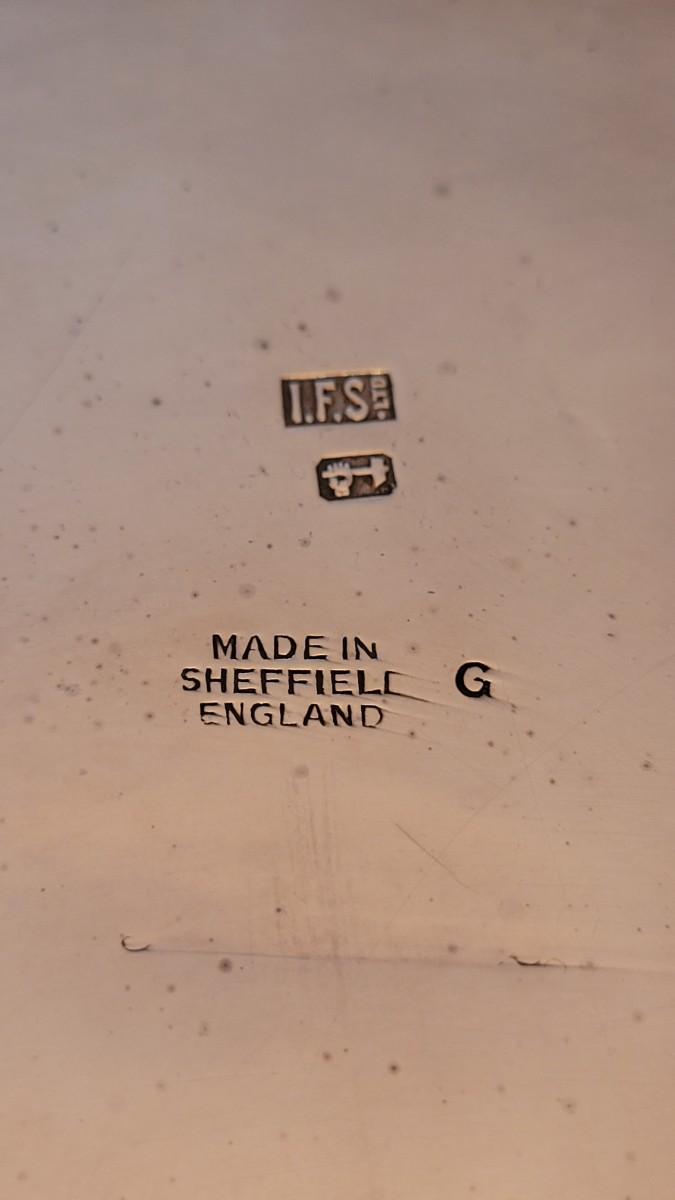 I.F.S LTD.
MADE IN
SHEFFIELD G
ENGLAND